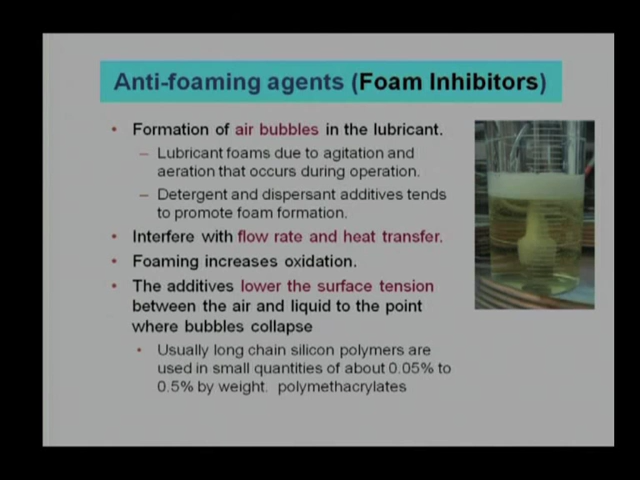 Anti-foaming agents (Foam Inhibitors)
• Formation of air bubbles in the lubricant.
– Lubricant foams due to agitation and
aeration that occurs during operation.
– Detergent and dispersant additives tends
to promote foam formation.
• Interfere with flow rate and heat transfer.
• Foaming increases oxidation.
• The additives lower the surface tension
between the air and liquid to the point
where bubbles collapse
• Usually long chain silicon polymers are
used in small quantities of about 0.05% to
0.5% by weight. polymethacrylates